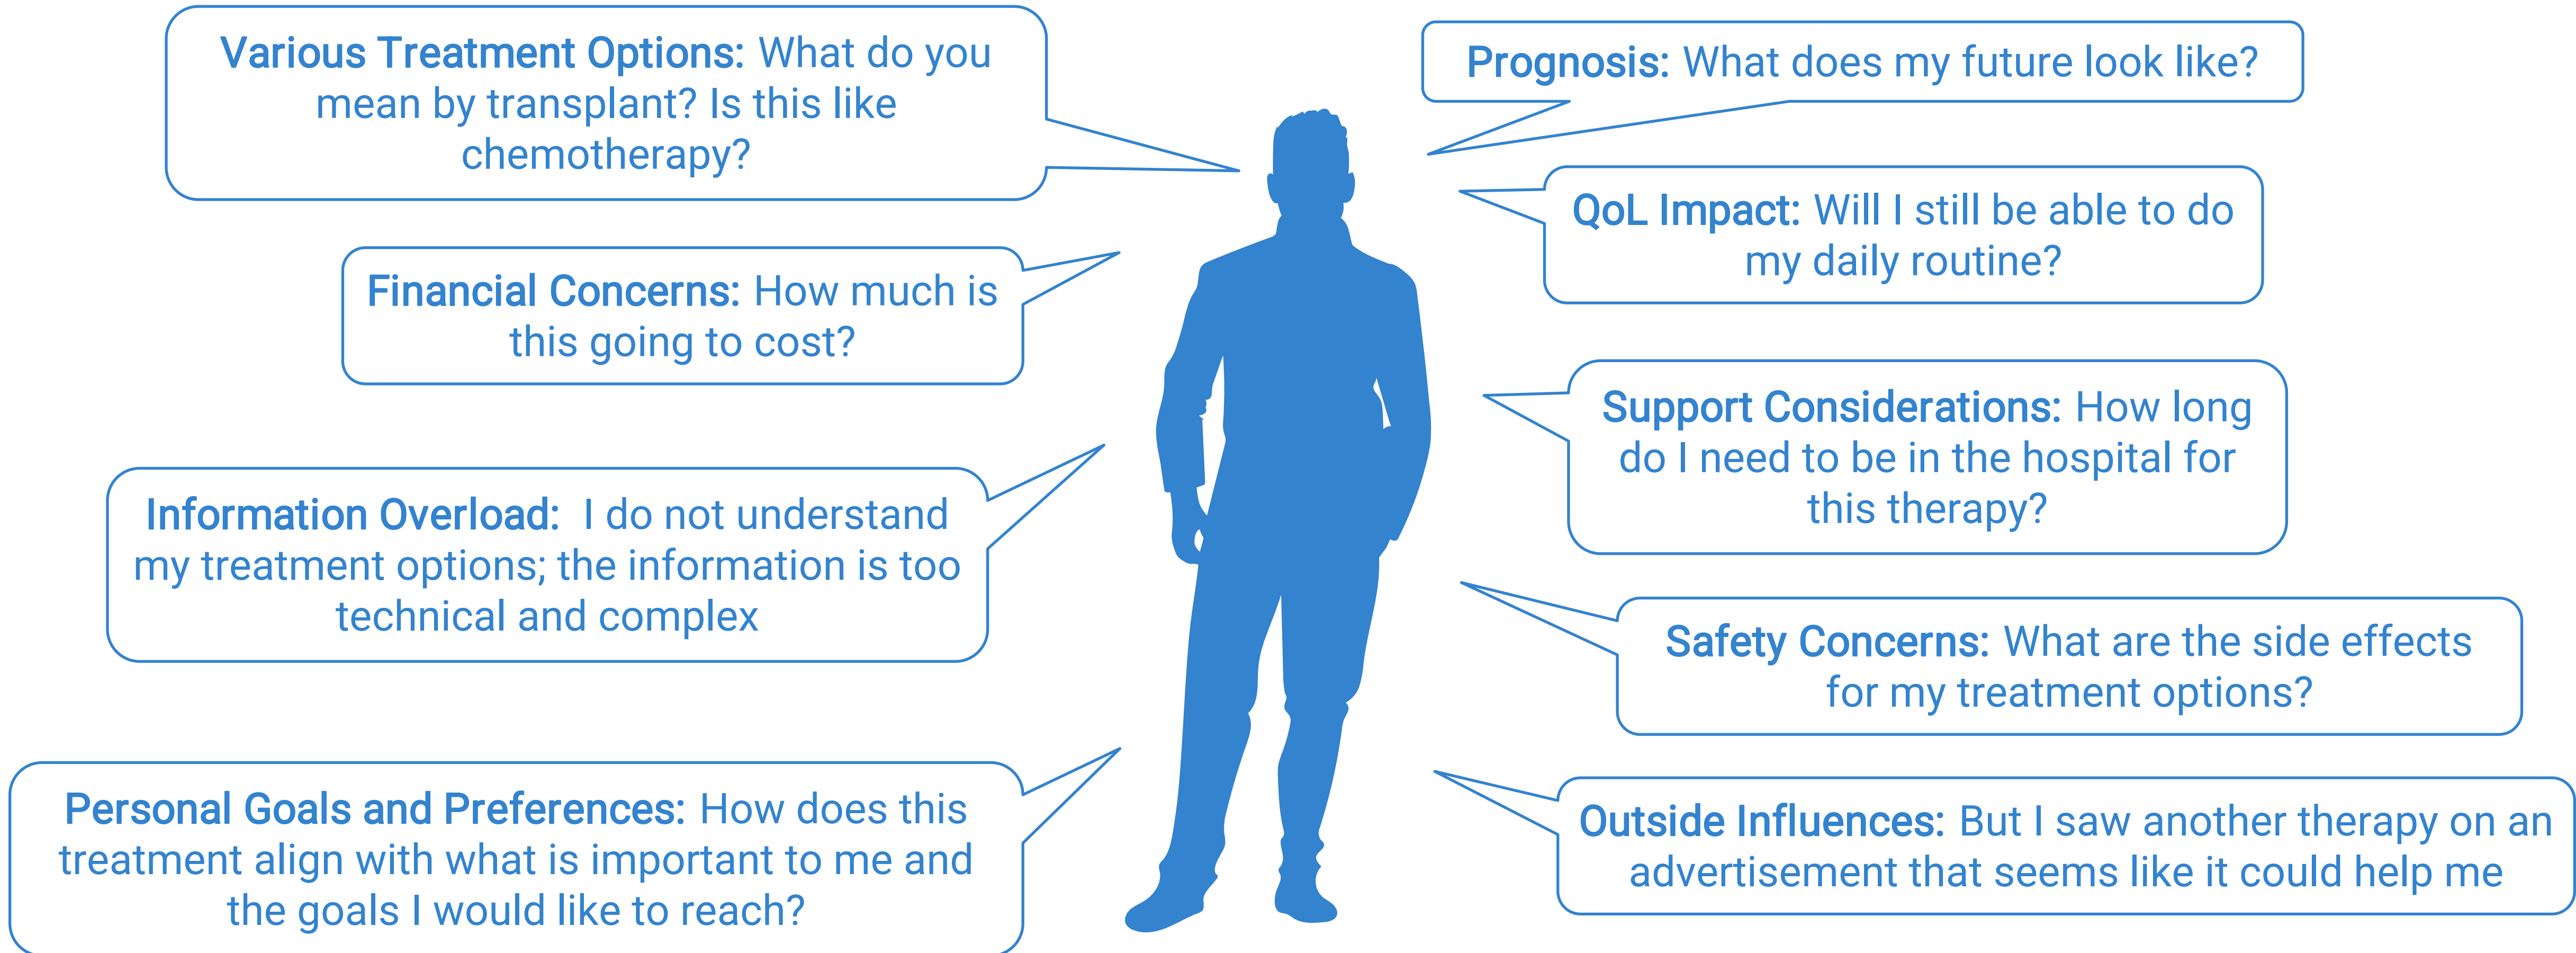 Various Treatment Options: What do you
mean by transplant? Is this like
chemotherapy?
Financial Concerns: How much is
this going to cost?
Information Overload:  I do not understand
my treatment options; the information is too
technical and complex
Personal Goals and Preferences: How does this
treatment align with what is important to me and
the goals I would like to reach?
Prognosis: What does my future look like?
QoL Impact: Will I still be able to do
my daily routine?
Support Considerations: How long
do I need to be in the hospital for
this therapy?
Safety Concerns: What are the side effects
for my treatment options?
Outside Influences: But I saw another therapy on an
advertisement that seems like it could help me